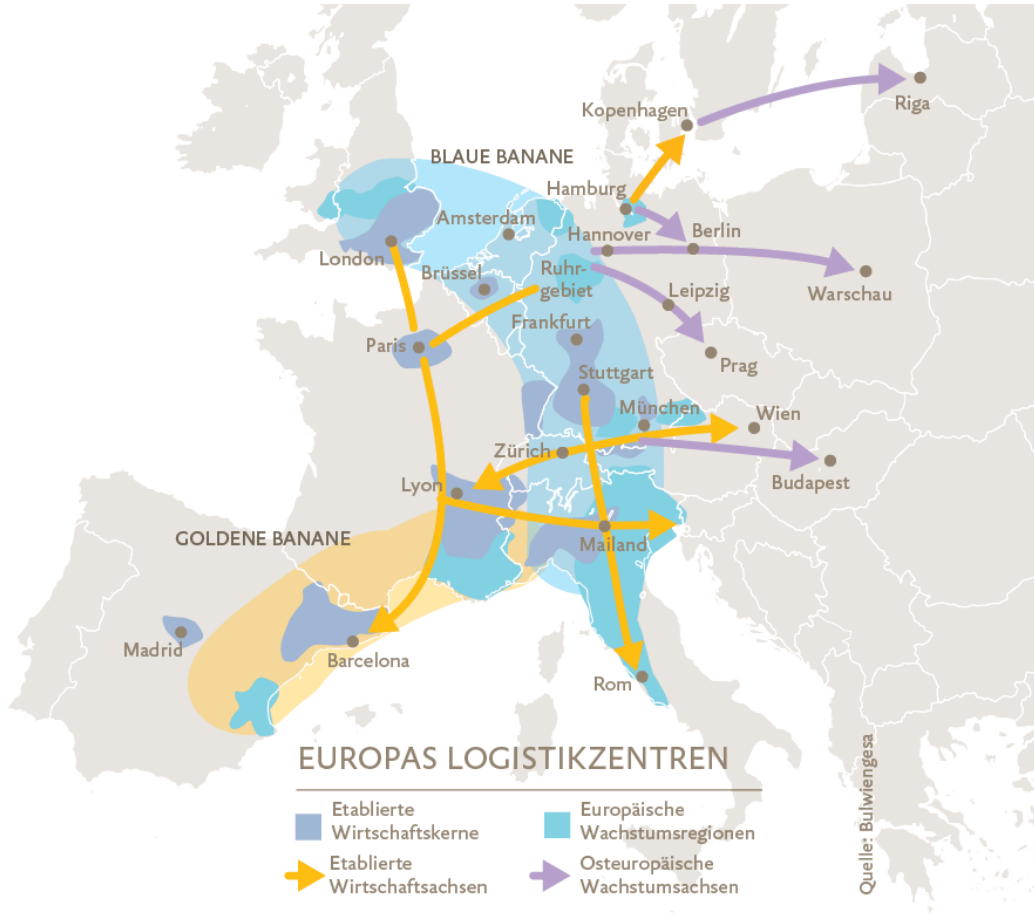 Kopenhagen
Riga
BLAUE BANANE
Hamburg
Amsterdam
Hannover
Berlin
London
Brüssel
Ruhr-
gebiet
Leipzig
Warschau
Frankfurt
Paris
Prag
Stuttgart
München
Wien
Zürich
Budapest
Lyon
GOLDENE BANANE
Mailand
Madrid
Barcelona
Rom
EUROPAS LOGISTIKZENTREN
Etablierte
Wirtschaftskerne
Europäische
Wachstumsregionen
Etablierte
Wirtschaftsachsen
Osteuropäische
Wachstumsachsen
Quelle: Bulwiengesa